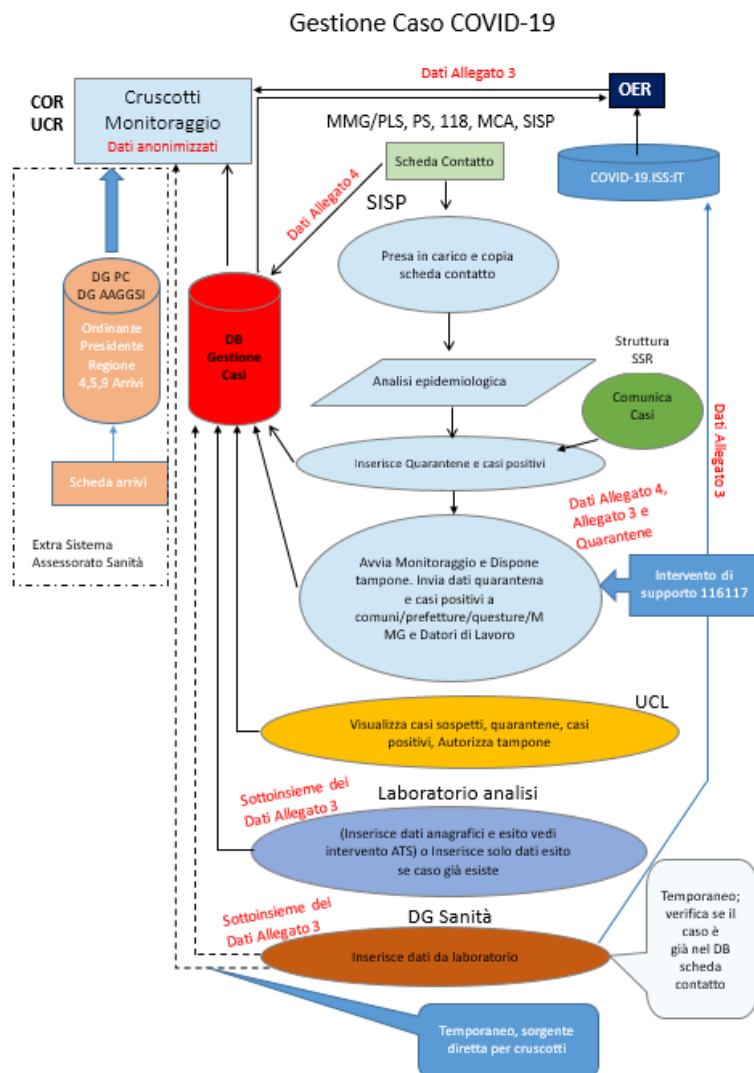 Gestione Caso COVID-19
Dati Allegato 3
COR
UCR
Cruscotti
Monitoraggio
Dati anonimizzati
OER
MMG/PLS, PS, 118, MCA, SISP
Scheda Contatto
COVID-19.ISS:IT
Dati Allegato 4
SISP
Presa in carico e copia
scheda contatto
DG PC
DG AAGGSI
Ordinanze
Presidente
Regione
4,5,9 Arrivi
DB
Gestione
Casi
Struttura
SSR
Analisi epidemiologica
Comunica
Casi
Dati Allegato 3
Scheda arrivi
Inserisce Quarantene e casi positivi
Dati Allegato 4,
Allegato 3 e
Quarantene
Extra Sistema
Assessorato Sanità
Avvia Monitoraggio e Dispone
tampone. Invia dati quarantena
e casi positivi a
comuni/prefetture/questure/M
MG e Datori di Lavoro
Intervento di
supporto 116117
UCL
Visualizza casi sospetti, quarantene, casi
positivi, Autorizza tampone
Sottoinsieme dei
Dati Allegato 3
Laboratorio analisi
(Inserisce dati anagrafici e esito vedi
intervento ATS) o Inserisce solo dati esito
se caso già esiste
Sottoinsieme dei
Dati Allegato 3
DG Sanità
Inserisce dati da laboratorio
Temporaneo;
verifica se il
caso è
già nel DB
scheda
contatto
Temporaneo, sorgente
diretta per cruscotti